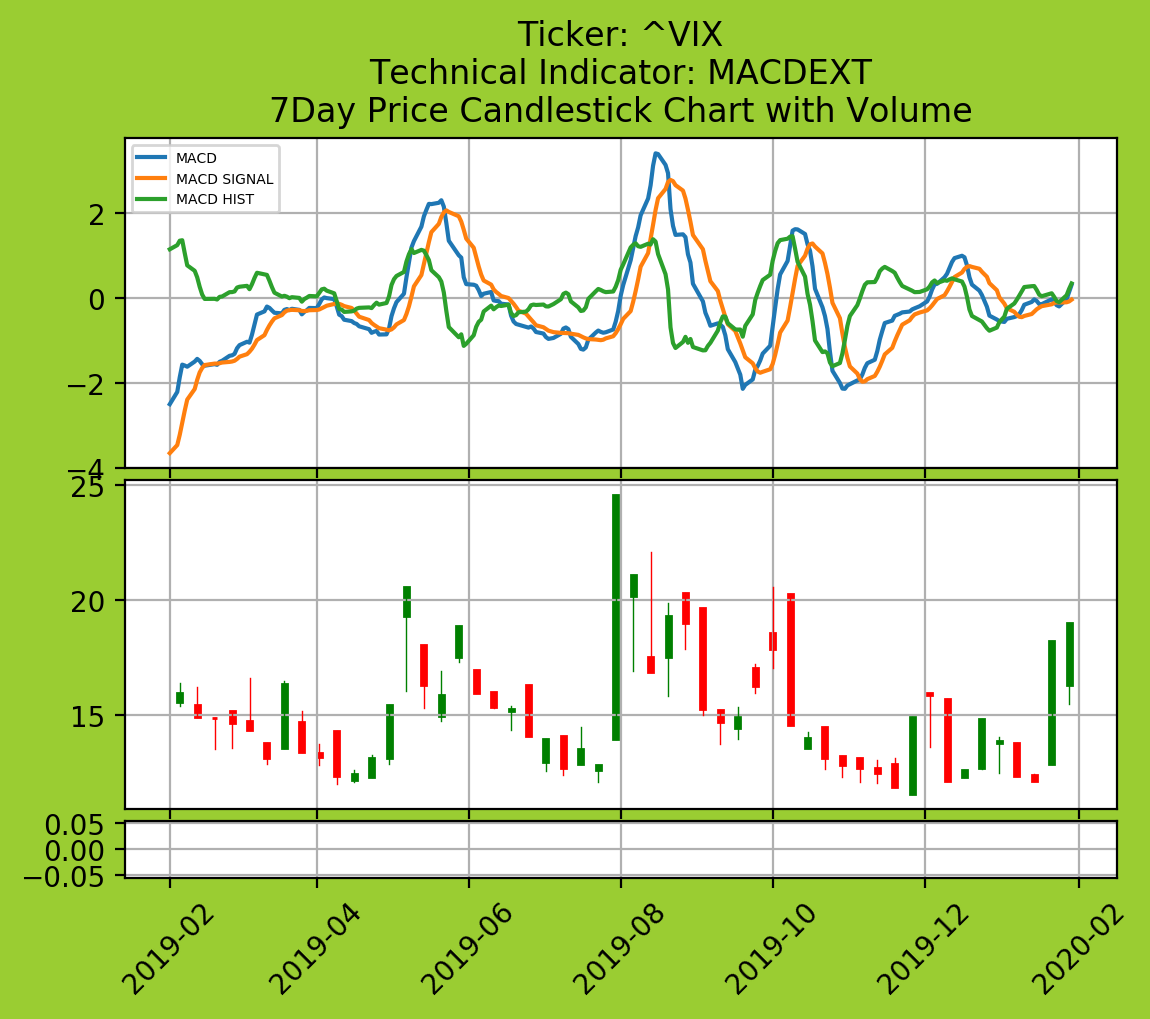 Ticker: ^VIX
Technical Indicator: MACDEXT
7Day Price Candlestick Chart with Volume
MACD
MACD SIGNAL
MACD HIST
2
0
−2
−4
25
20
15
0.05
0.00
−0.05
2019-02
2019-04
2019-06
2019-08
2019-10
2019-12
2020-02